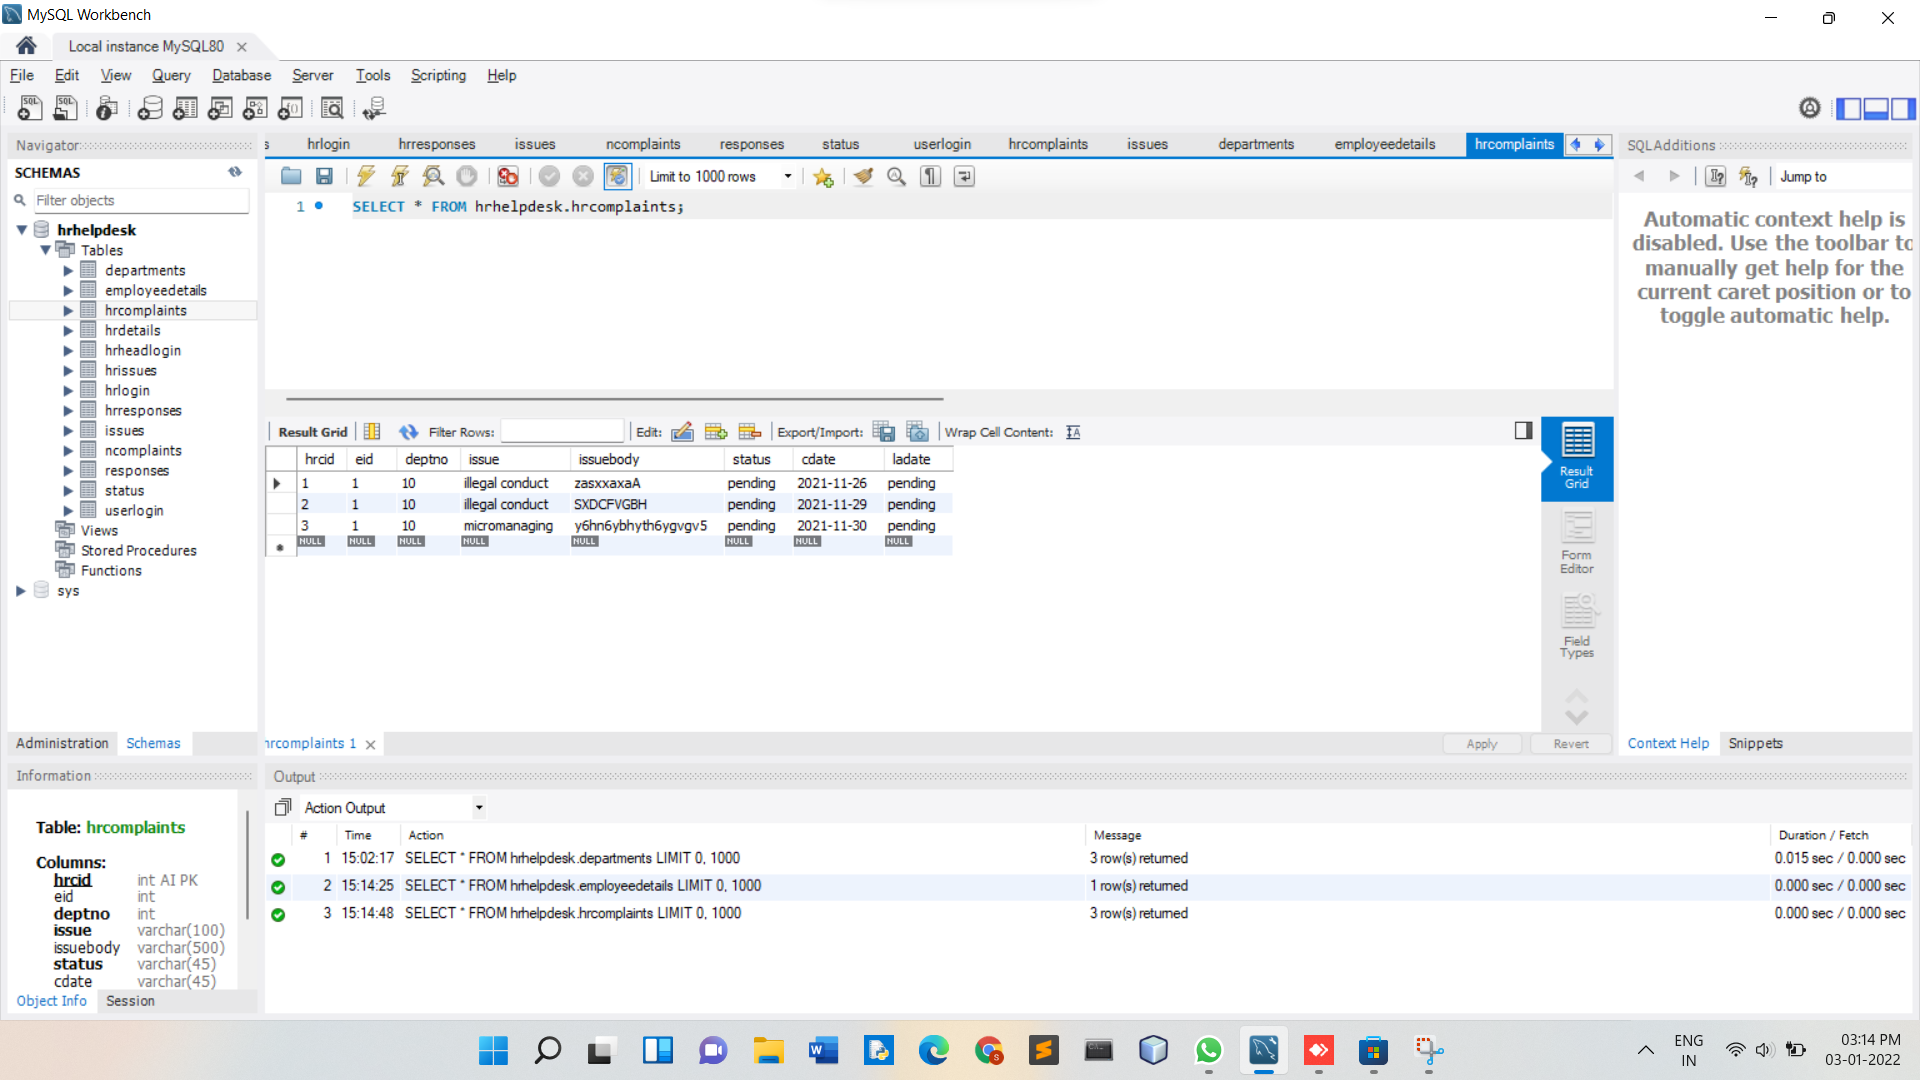 MySQL Workbench
Local instance MySQL80
File Edit View Query Database Server Tools Scripting Help
Navigator
SCHEMAS
Filter objects
hrhelpdesk
Tables
departments
employeedetails
hrcomplaints
hrdetails
hrheadlogin
hrissues
hrlogin
hrresponses
issues
ncomplaints
responses
status
userlogin
Views
Stored Procedures
Functions
sys
Administration Schemas
s hrlogin hrresponses issues ncomplaints responses status userlogin hrcomplaints issues departments employeedetails hrcomplaints
Limit to 1000 rows
1 SELECT * FROM hrhelpdesk.hrcomplaints;
Result Grid Filter Rows: Edit: Export/Import: Wrap Cell Content:
hrcid eid deptno issue issuebody status cdate ladate
1 1 10 illegal conduct zasxxaxaA pending 2021-11-26 pending
2 1 10 illegal conduct SXDCFVGBH pending 2021-11-29 pending
3 1 10 micromanaging y6hn6ybhyth6ygvgv5 pending 2021-11-30 pending
NULL NULL NULL NULL NULL NULL NULL NULL
Result
Grid
Form
Editor
Field
Types
hrcomplaints 1
Apply Revert
SQLAdditions
Jump to
Automatic context help is
disabled. Use the toolbar to
manually get help for the
current caret position or to
toggle automatic help.
Context Help Snippets
Information
Table: hrcomplaints
Columns:
hrcid int AI PK
eid int
deptno int
issue varchar(100)
issuebody varchar(500)
status varchar(45)
cdate varchar(45)
Object Info Session
Output
Action Output
# Time Action Message Duration / Fetch
1 15:02:17 SELECT * FROM hrhelpdesk.departments LIMIT 0, 1000 3 row(s) returned 0.015 sec / 0.000 sec
2 15:14:25 SELECT * FROM hrhelpdesk.employeedetails LIMIT 0, 1000 1 row(s) returned 0.000 sec / 0.000 sec
3 15:14:48 SELECT * FROM hrhelpdesk.hrcomplaints LIMIT 0, 1000 3 row(s) returned 0.000 sec / 0.000 sec
ENG
IN
03:14 PM
03-01-2022